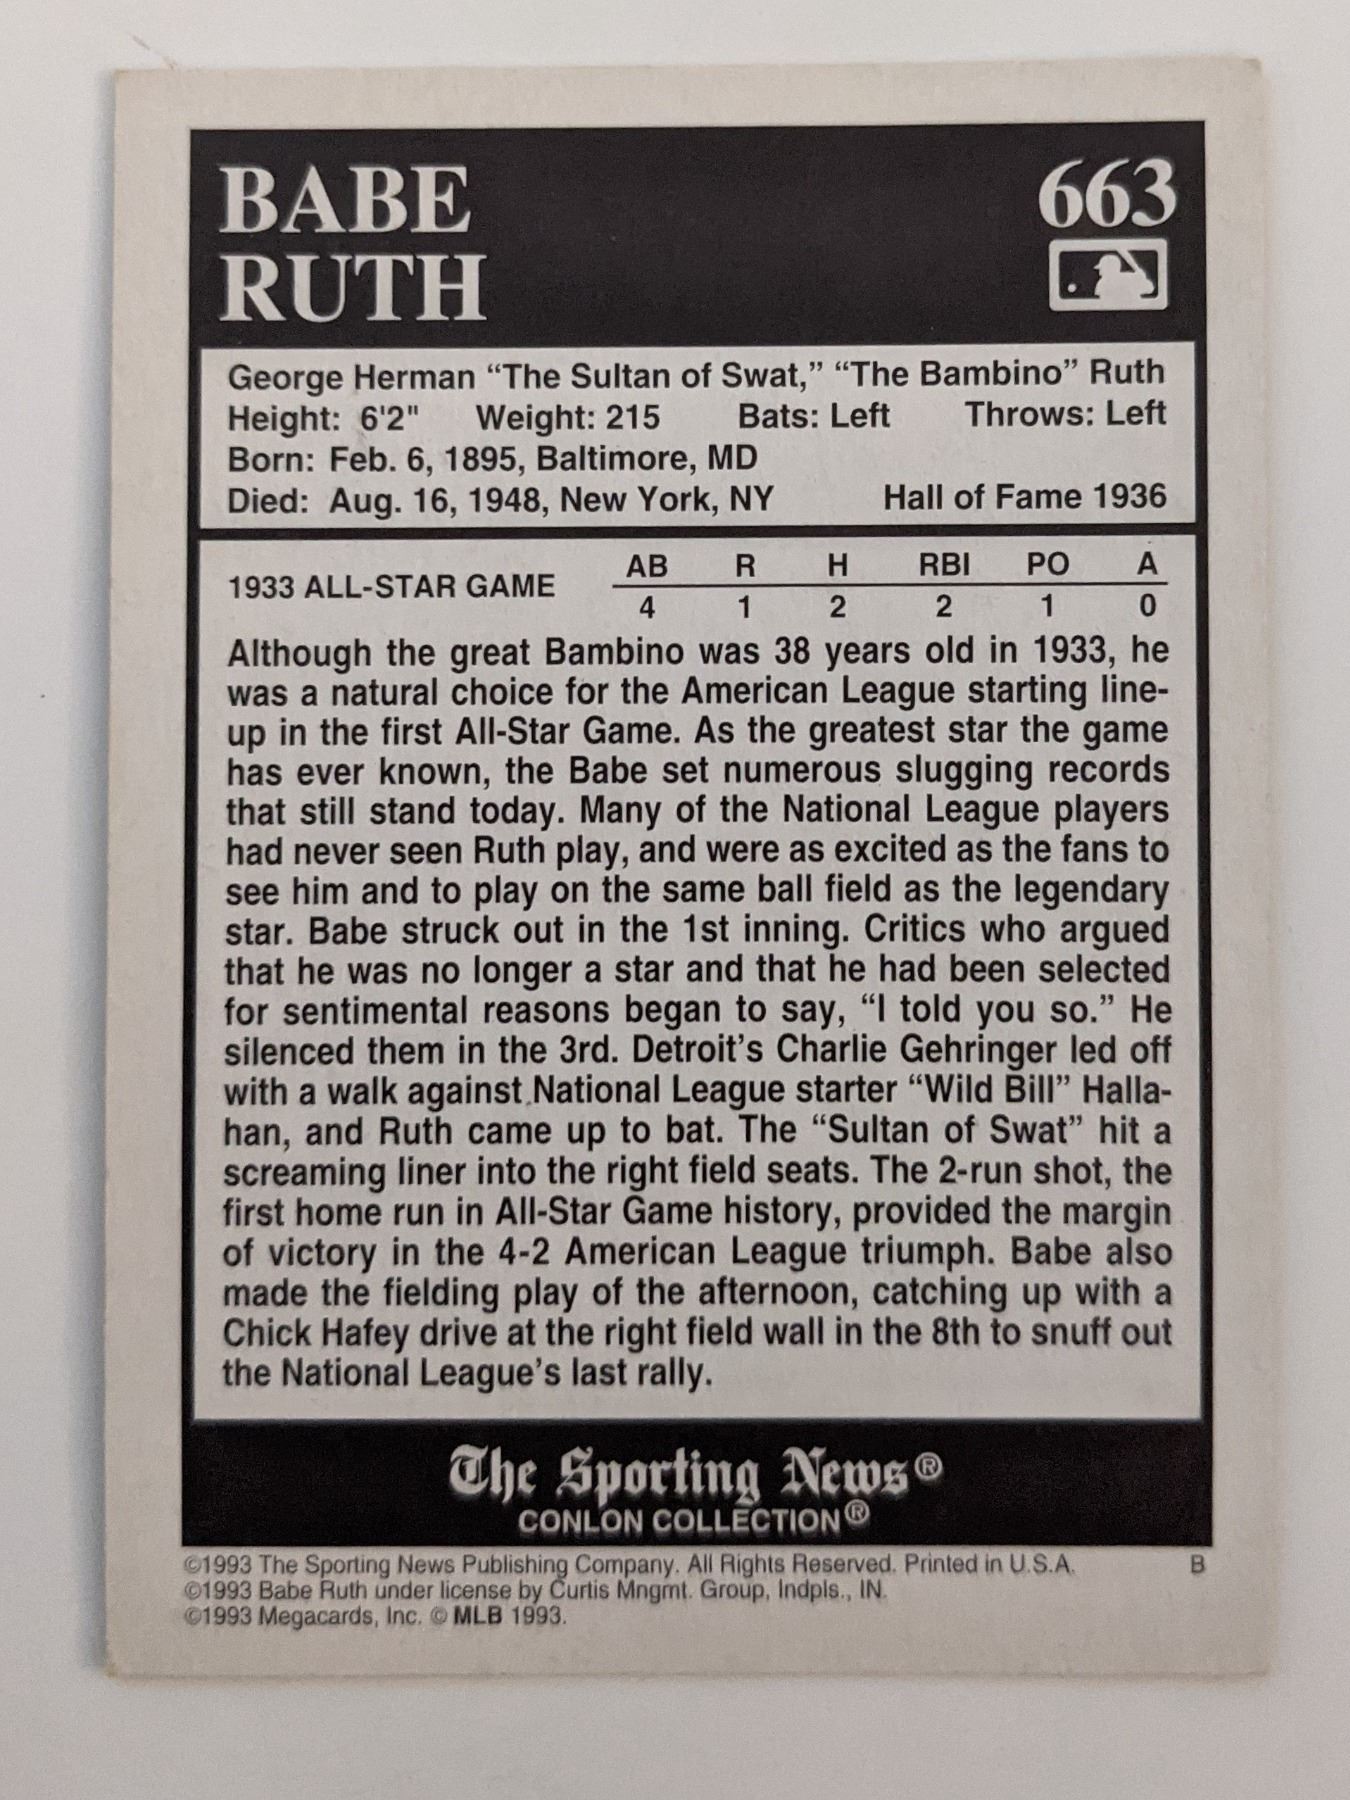 BABE
RUTH
663
George Herman “The Sultan of Swat,” “The Bambino” Ruth
Height: 6'2" Weight: 215 Bats: Left Throws: Left
Born: Feb. 6, 1895, Baltimore, MD
Died: Aug. 16, 1948, New York, NY Hall of Fame 1936
AB R H RBI PO A
1933 ALL-STAR GAME
4 1 2 2 1 0
Although the great Bambino was 38 years old in 1933, he
was a natural choice for the American League starting line-
up in the first All-Star Game. As the greatest star the game
has ever known, the Babe set numerous slugging records
that still stand today. Many of the National League players
had never seen Ruth play, and were as excited as the fans to
see him and to play on the same ball field as the legendary
star. Babe struck out in the 1st inning. Critics who argued
that he was no longer a star and that he had been selected
for sentimental reasons began to say, “I told you so.” He
silenced them in the 3rd. Detroit’s Charlie Gehringer led off
with a walk against National League starter “Wild Bill” Halla-
han, and Ruth came up to bat. The “Sultan of Swat” hit a
screaming liner into the right field seats. The 2-run shot, the
first home run in All-Star Game history, provided the margin
of victory in the 4-2 American League triumph. Babe also
made the fielding play of the afternoon, catching up with a
Chick Hafey drive at the right field wall in the 8th to snuff out
the National League’s last rally.
The Sporting News®
CONLON COLLECTION®
©1993 The Sporting News Publishing Company. All Rights Reserved. Printed in U.S.A. B
©1993 Babe Ruth under license by Curtis Mngmt. Group, Indpls., IN.
©1993 Megacards, Inc. © MLB 1993.